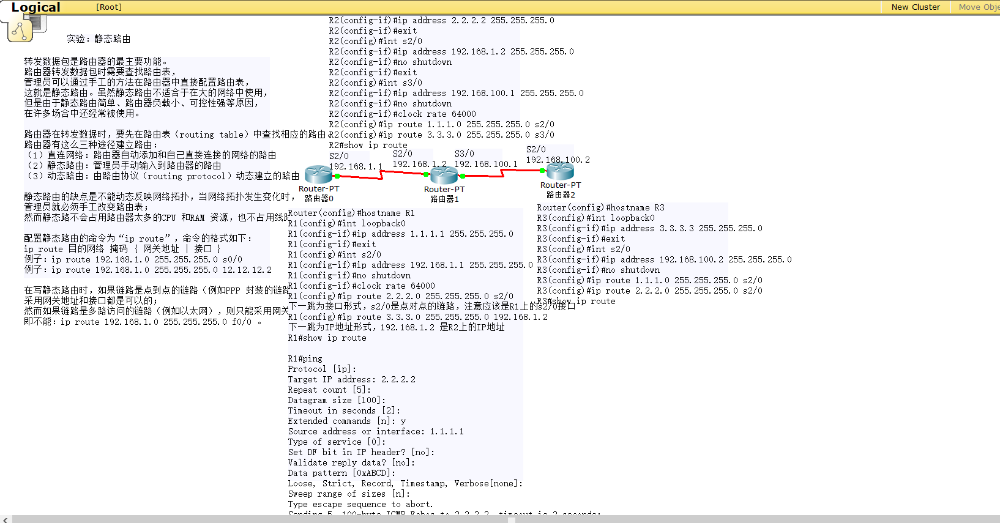 Logical
[Root]
New Cluster
Move Obje
实验：静态路由
转发数据包是路由器的最主要功能。
路由器转发数据包时需要查找路由表，
管理员可以通过手工的方法在路由器中直接配置路由表，
这就是静态路由。虽然静态路由不适合于在大的网络中使用，
但是由于静态路由简单、路由器负载小、可控性强等原因，
在许多场合中还经常被使用。
路由器在转发数据时，要先在路由表（routing table）中查找相应的路由
路由器有这么三种途径建立路由：
（1）直连网络：路由器自动添加和自己直接连接的网络的路由
（2）静态路由：管理员手动输入到路由器的路由
（3）动态路由：由路由协议（routing protocol）动态建立的路由
静态路由的缺点是不能动态反映网络拓扑，当网络拓扑发生变化时，
管理员就必须手工改变路由表；
然而静态路不会占用路由器太多的CPU 和RAM 资源，也不占用线路
配置静态路由的命令为“ip route”，命令的格式如下：
ip route 目的网络 掩码 { 网关地址 | 接口 }
例子：ip route 192.168.1.0 255.255.255.0 s0/0
例子：ip route 192.168.1.0 255.255.255.0 12.12.12.2
在写静态路由时，如果链路是点到点的链路（例如PPP 封装的链路
采用网关地址和接口都是可以的；
然而如果链路是多路访问的链路（例如以太网），则只能采用网关
即不能：ip route 192.168.1.0 255.255.255.0 f0/0 。
R2(config-if)#ip address 2.2.2.2 255.255.255.0
R2(config-if)#exit
R2(config)#int s2/0
R2(config-if)#ip address 192.168.1.2 255.255.255.0
R2(config-if)#no shutdown
R2(config-if)#exit
R2(config)#int s3/0
R2(config-if)#ip address 192.168.100.1 255.255.255.0
R2(config-if)#no shutdown
R2(config-if)#clock rate 64000
R2(config)#ip route 1.1.1.0 255.255.255.0 s2/0
R2(config)#ip route 3.3.3.0 255.255.255.0 s3/0
R2#show ip route
S2/0
192.168.1.1
S2/0
192.168.1.2
S3/0
192.168.100.1
S2/0
192.168.100.2
Router-PT
路由器0
Router-PT
路由器1
Router-PT
路由器2
Router(config)#hostname R1
R1(config)#int loopback0
R1(config-if)#ip address 1.1.1.1 255.255.255.0
R1(config-if)#exit
R1(config)#int s2/0
R1(config-if)#ip address 192.168.1.1 255.255.255.0
R1(config-if)#no shutdown
R1(config-if)#clock rate 64000
R1(config)#ip route 2.2.2.0 255.255.255.0 s2/0
下一跳为接口形式，s2/0是点对点的链路，注意应该是R1上的s2/0接口
R1(config)#ip route 3.3.3.0 255.255.255.0 192.168.1.2
下一跳为IP地址形式，192.168.1.2 是R2上的IP地址
R1#show ip route
R1#ping
Protocol [ip]:
Target IP address: 2.2.2.2
Repeat count [5]:
Datagram size [100]:
Timeout in seconds [2]:
Extended commands [n]: y
Source address or interface: 1.1.1.1
Type of service [0]:
Set DF bit in IP header? [no]:
Validate reply data? [no]:
Data pattern [0xABCD]:
Loose, Strict, Record, Timestamp, Verbose[none]:
Sweep range of sizes [n]:
Type escape sequence to abort.
Sending 5, 100-byte ICMP Echos to 2.2.2.2, timeout is 2 seconds:
Router(config)#hostname R3
R3(config)#int loopback0
R3(config-if)#ip address 3.3.3.3 255.255.255.0
R3(config-if)#exit
R3(config)#int s2/0
R3(config-if)#ip address 192.168.100.2 255.255.255.0
R3(config-if)#no shutdown
R3(config-if)#ip route 1.1.1.0 255.255.255.0 s2/0
R3(config-if)#ip route 2.2.2.0 255.255.255.0 s2/0
R3#show ip route